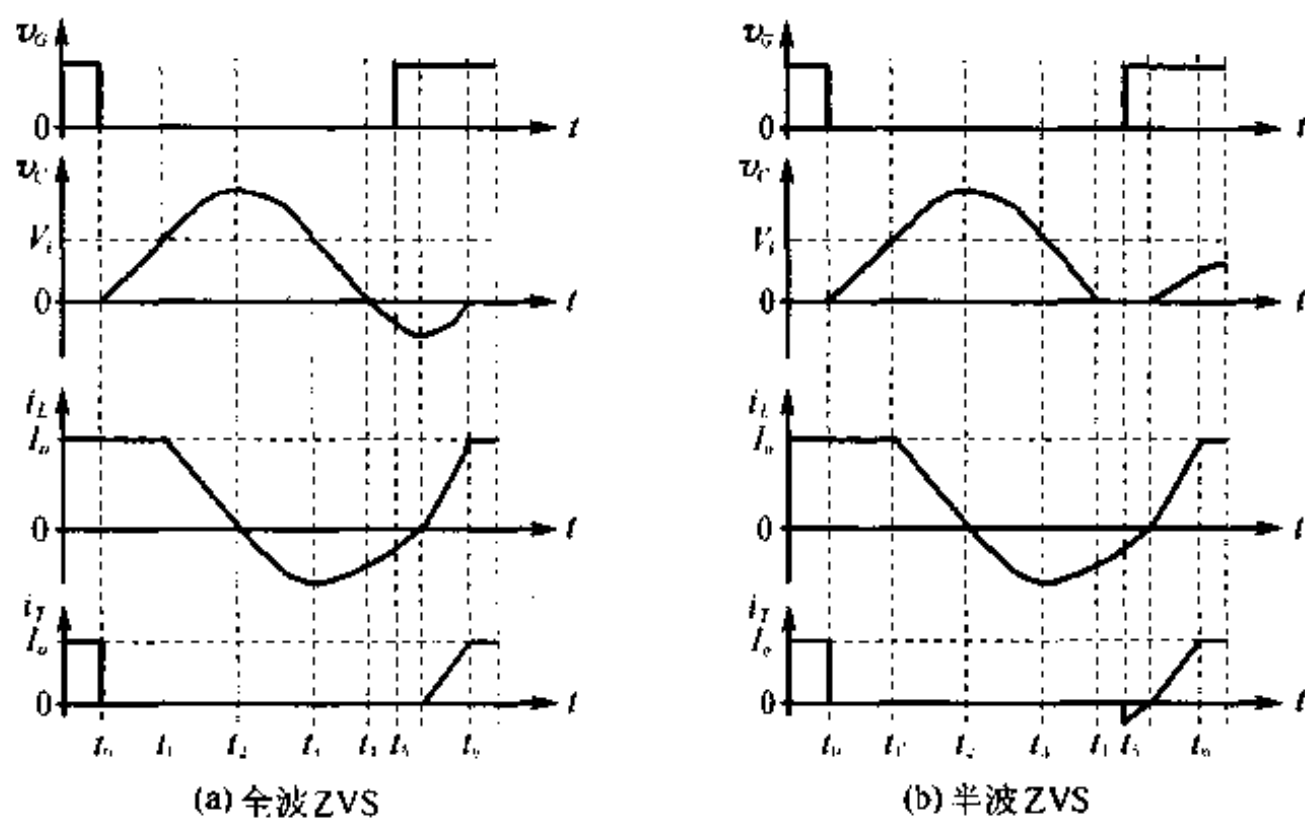 v_G
0
t
v_C
V_i
0
t
i_L
I_o
0
t
i_T
I_o
0
t
t_0 t_1 t_2 t_3 t_4 t_5 t_6
(a) 全波ZVS
v_G
0
t
v_C
V_i
0
t
i_L
I_o
0
t
i_T
I_o
0
t
t_0 t_1 t_2 t_3 t_4 t_5 t_6
(b) 半波ZVS